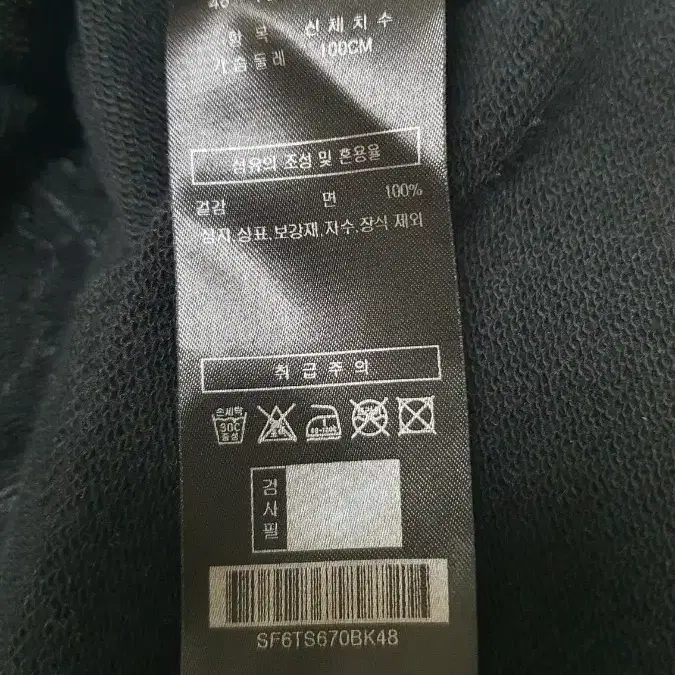 항 목 신체치수
가슴둘레 100CM
섬유의 조성 및 혼용율
겉감 면 100%
심지,상표,보강재,자수,장식 제외
취급주의
손세탁
30C
중성
검사필
SF6TS670BK48